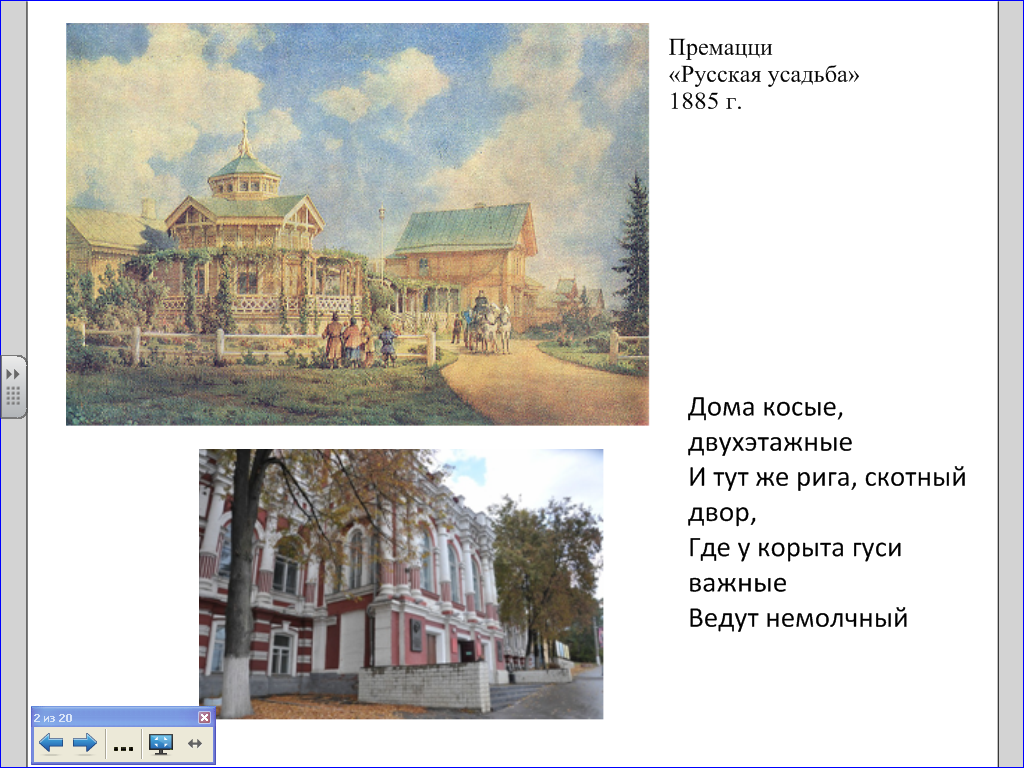 Премацци
«Русская усадьба»
1885 г.
Дома косые,
двухэтажные
И тут же рига, скотный
двор,
Где у корыта гуси
важные
Ведут немолчный
2 из 20